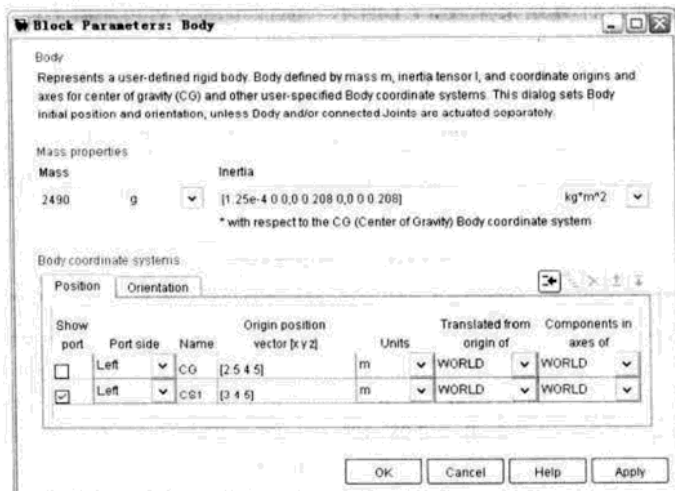 Block Parameters: Body
Body
Represents a user-defined rigid body. Body defined by mass m, inertia tensor I, and coordinate origins and
axes for center of gravity (CG) and other user-specified Body coordinate systems. This dialog sets Body
initial position and orientation, unless Body and/or connected Joints are actuated separately.
Mass properties
Mass Inertia
2490 g [1.25e-4 0 0;0 0.208 0;0 0 0.208] kg*m^2
* with respect to the CG (Center of Gravity) Body coordinate system
Body coordinate systems
Position Orientation
Show port Port side Name Origin position vector [x y z] Units Translated from origin of Components in axes of
Left CG [2.5 4 5] m WORLD WORLD
Left CS1 [3 4 5] m WORLD WORLD
OK Cancel Help Apply